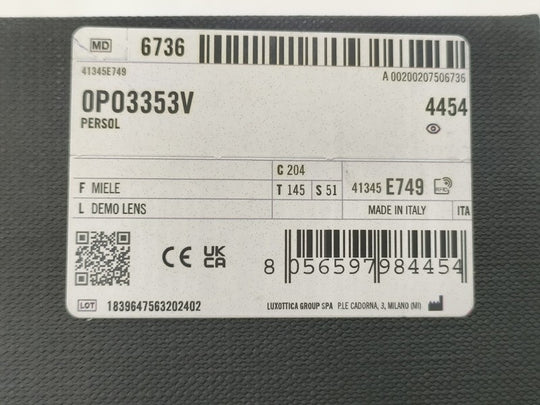 MD 6736
41345E749
A 00200207506736
0PO3353V 4454
PERSOL
C 204
F MIELE T 145 S 51 41345 E749
L DEMO LENS MADE IN ITALY ITA
CE UK CA
8 056597 984454
LOT 1839647563202402
LUXOTTICA GROUP SPA P.LE CADORNA, 3, MILANO (MI)